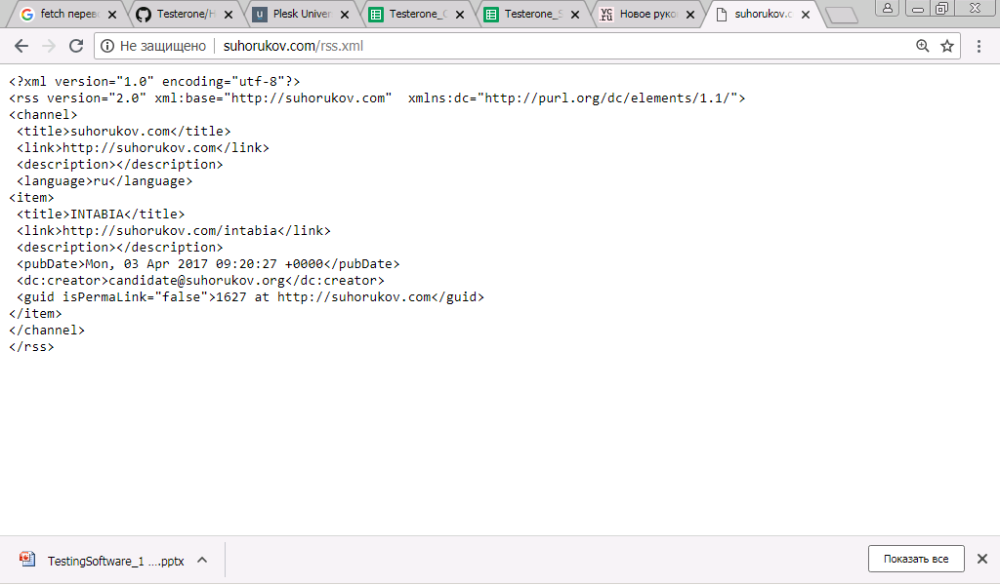 fetch перев
Testerone/H
Plesk Univer
Testerone_
Testerone_S
Новое руко
suhorukov.c
Не защищено
suhorukov.com/rss.xml
<?xml version="1.0" encoding="utf-8"?>
<rss version="2.0" xml:base="http://suhorukov.com"  xmlns:dc="http://purl.org/dc/elements/1.1/">
<channel>
 <title>suhorukov.com</title>
 <link>http://suhorukov.com</link>
 <description></description>
 <language>ru</language>
<item>
 <title>INTABIA</title>
 <link>http://suhorukov.com/intabia</link>
 <description></description>
 <pubDate>Mon, 03 Apr 2017 09:20:27 +0000</pubDate>
 <dc:creator>candidate@suhorukov.org</dc:creator>
 <guid isPermaLink="false">1627 at http://suhorukov.com</guid>
</item>
</channel>
</rss>
TestingSoftware_1 ....pptx
Показать все